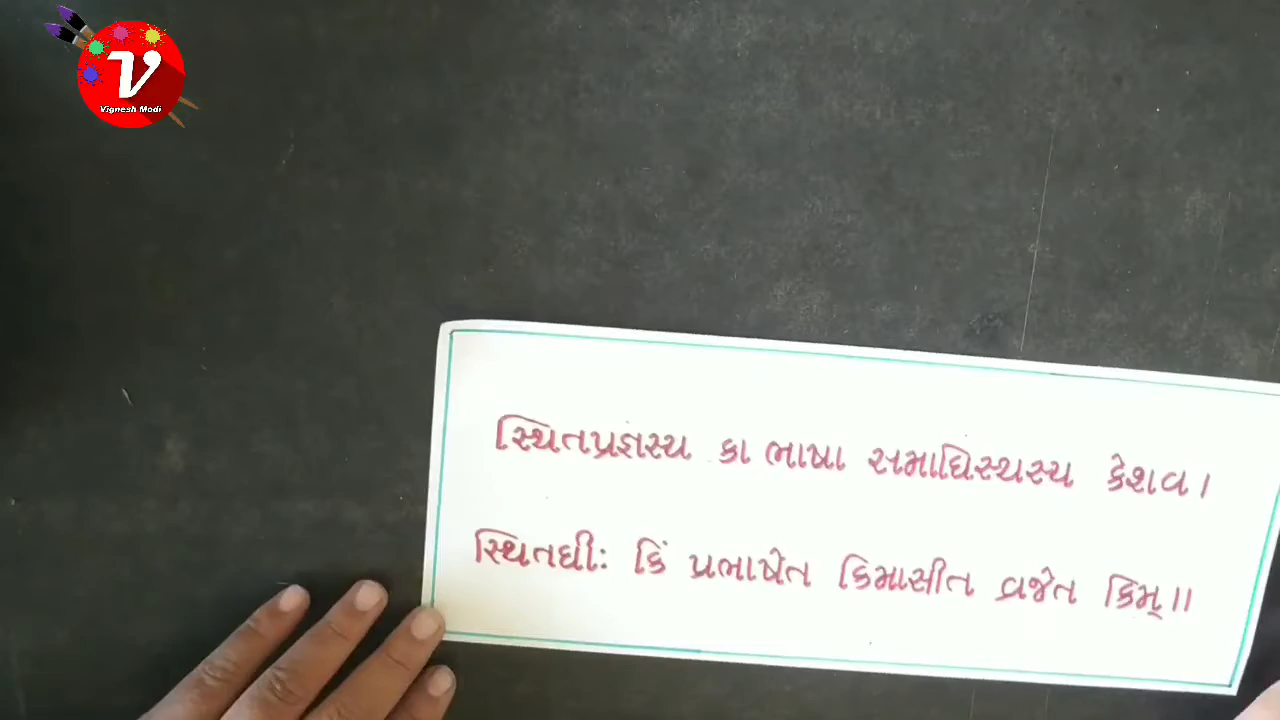 Vignesh Modi
સ્થિતપ્રજ્ઞસ્ય કા ભાષા સમાધિસ્થસ્ય કેશવ।
સ્થિતધીઃ કિં પ્રભાષેત કિમાસીત વ્રજેત કિમ્॥